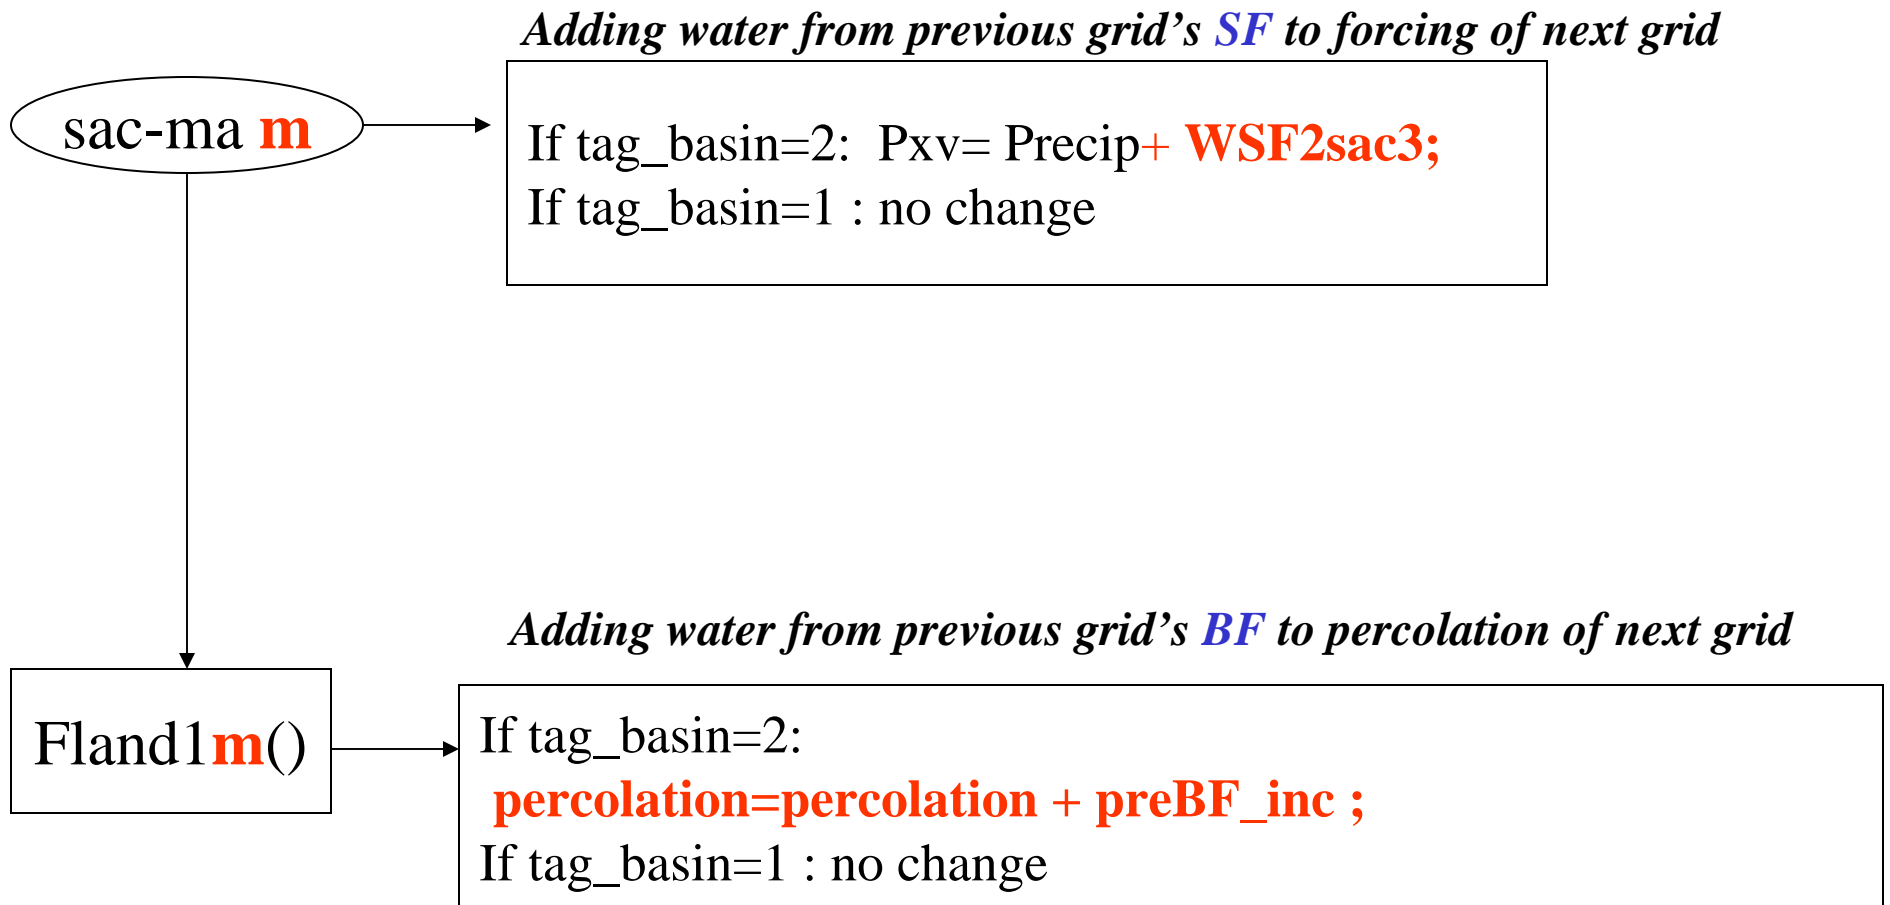 Adding water from previous grid’s SF to forcing of next grid
sac-ma m
If tag_basin=2:  Pxv= Precip+ WSF2sac3;
If tag_basin=1 : no change
Adding water from previous grid’s BF to percolation of next grid
Fland1m()
If tag_basin=2:
percolation=percolation + preBF_inc ;
If tag_basin=1 : no change